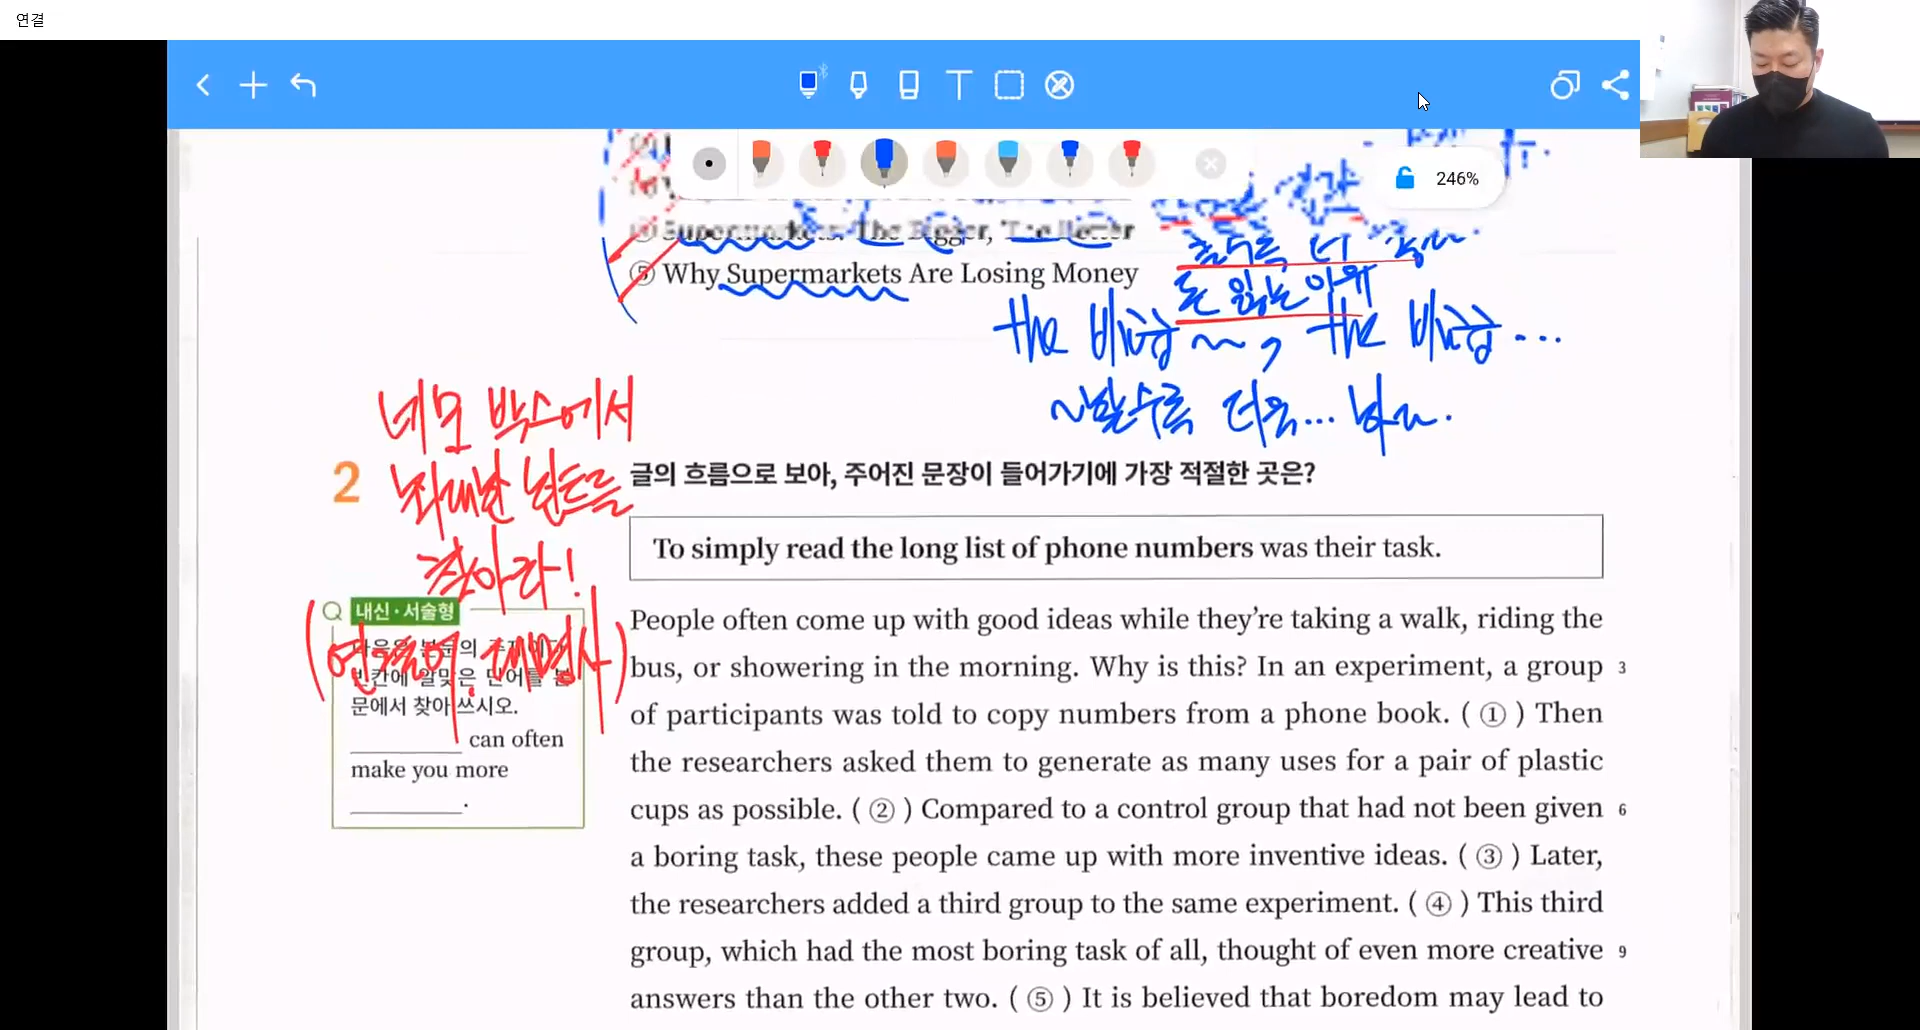 연결
246%
④ Supermarkets: The Bigger, The Better
⑤ Why Supermarkets Are Losing Money
돈 잃는 이유
the 비교급 ~, the 비교급 ...
~할수록 더욱... 하다.
네모 박스에서
찾아라!
2
글의 흐름으로 보아, 주어진 문장이 들어가기에 가장 적절한 곳은?
To simply read the long list of phone numbers was their task.
내신·서술형
(연결어, 대명사)
문에서 찾아 쓰시오.
can often
make you more
.
People often come up with good ideas while they're taking a walk, riding the
bus, or showering in the morning. Why is this? In an experiment, a group 3
of participants was told to copy numbers from a phone book. ( ① ) Then
the researchers asked them to generate as many uses for a pair of plastic
cups as possible. ( ② ) Compared to a control group that had not been given 6
a boring task, these people came up with more inventive ideas. ( ③ ) Later,
the researchers added a third group to the same experiment. ( ④ ) This third
group, which had the most boring task of all, thought of even more creative 9
answers than the other two. ( ⑤ ) It is believed that boredom may lead to